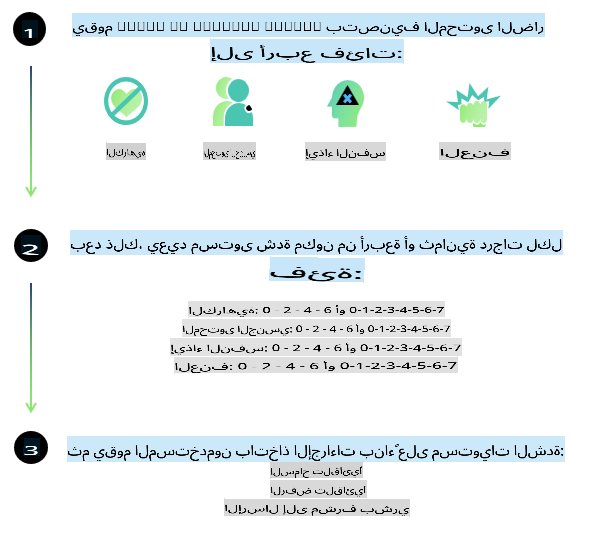 1
يقوم بتصنيف المحتوى الضار
إلى أربع فئات:
الكراهية
إيذاء النفس
العنف
2
بعد ذلك، يعيد مستوى شدة مكون من أربعة أو ثمانية درجات لكل
فئة:
الكراهية: 0 - 2 - 4 - 6 أو 0-1-2-3-4-5-6-7
المحتوى الجنسي: 0 - 2 - 4 - 6 أو 0-1-2-3-4-5-6-7
إيذاء النفس: 0 - 2 - 4 - 6 أو 0-1-2-3-4-5-6-7
العنف: 0 - 2 - 4 - 6 أو 0-1-2-3-4-5-6-7
3
ثم يقوم المستخدمون باتخاذ الإجراءات بناءً على مستويات الشدة:
السماح تلقائيًا
الرفض تلقائيًا
الإرسال إلى مشرف بشري